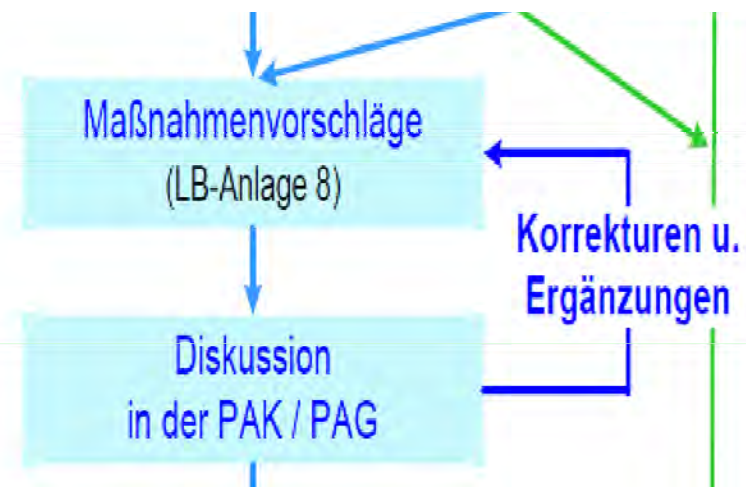 Maßnahmenvorschläge
(LB-Anlage 8)
Korrekturen u.
Ergänzungen
Diskussion
in der PAK / PAG